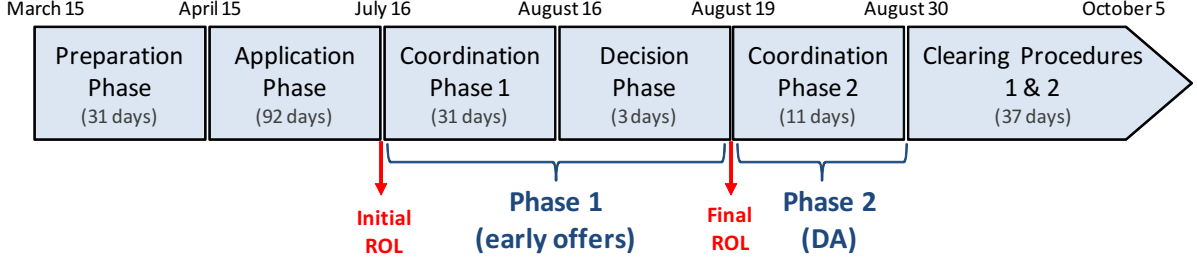 March 15 April 15 July 16 August 16 August 19 August 30 October 5
Preparation Phase (31 days)
Application Phase (92 days)
Coordination Phase 1 (31 days)
Decision Phase (3 days)
Coordination Phase 2 (11 days)
Clearing Procedures 1 & 2 (37 days)
Initial ROL
Phase 1 (early offers)
Final ROL
Phase 2 (DA)